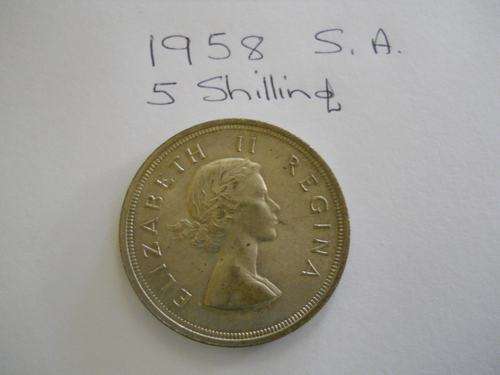 1958 S.A.
5 Shilling
ELIZABETH II REGINA